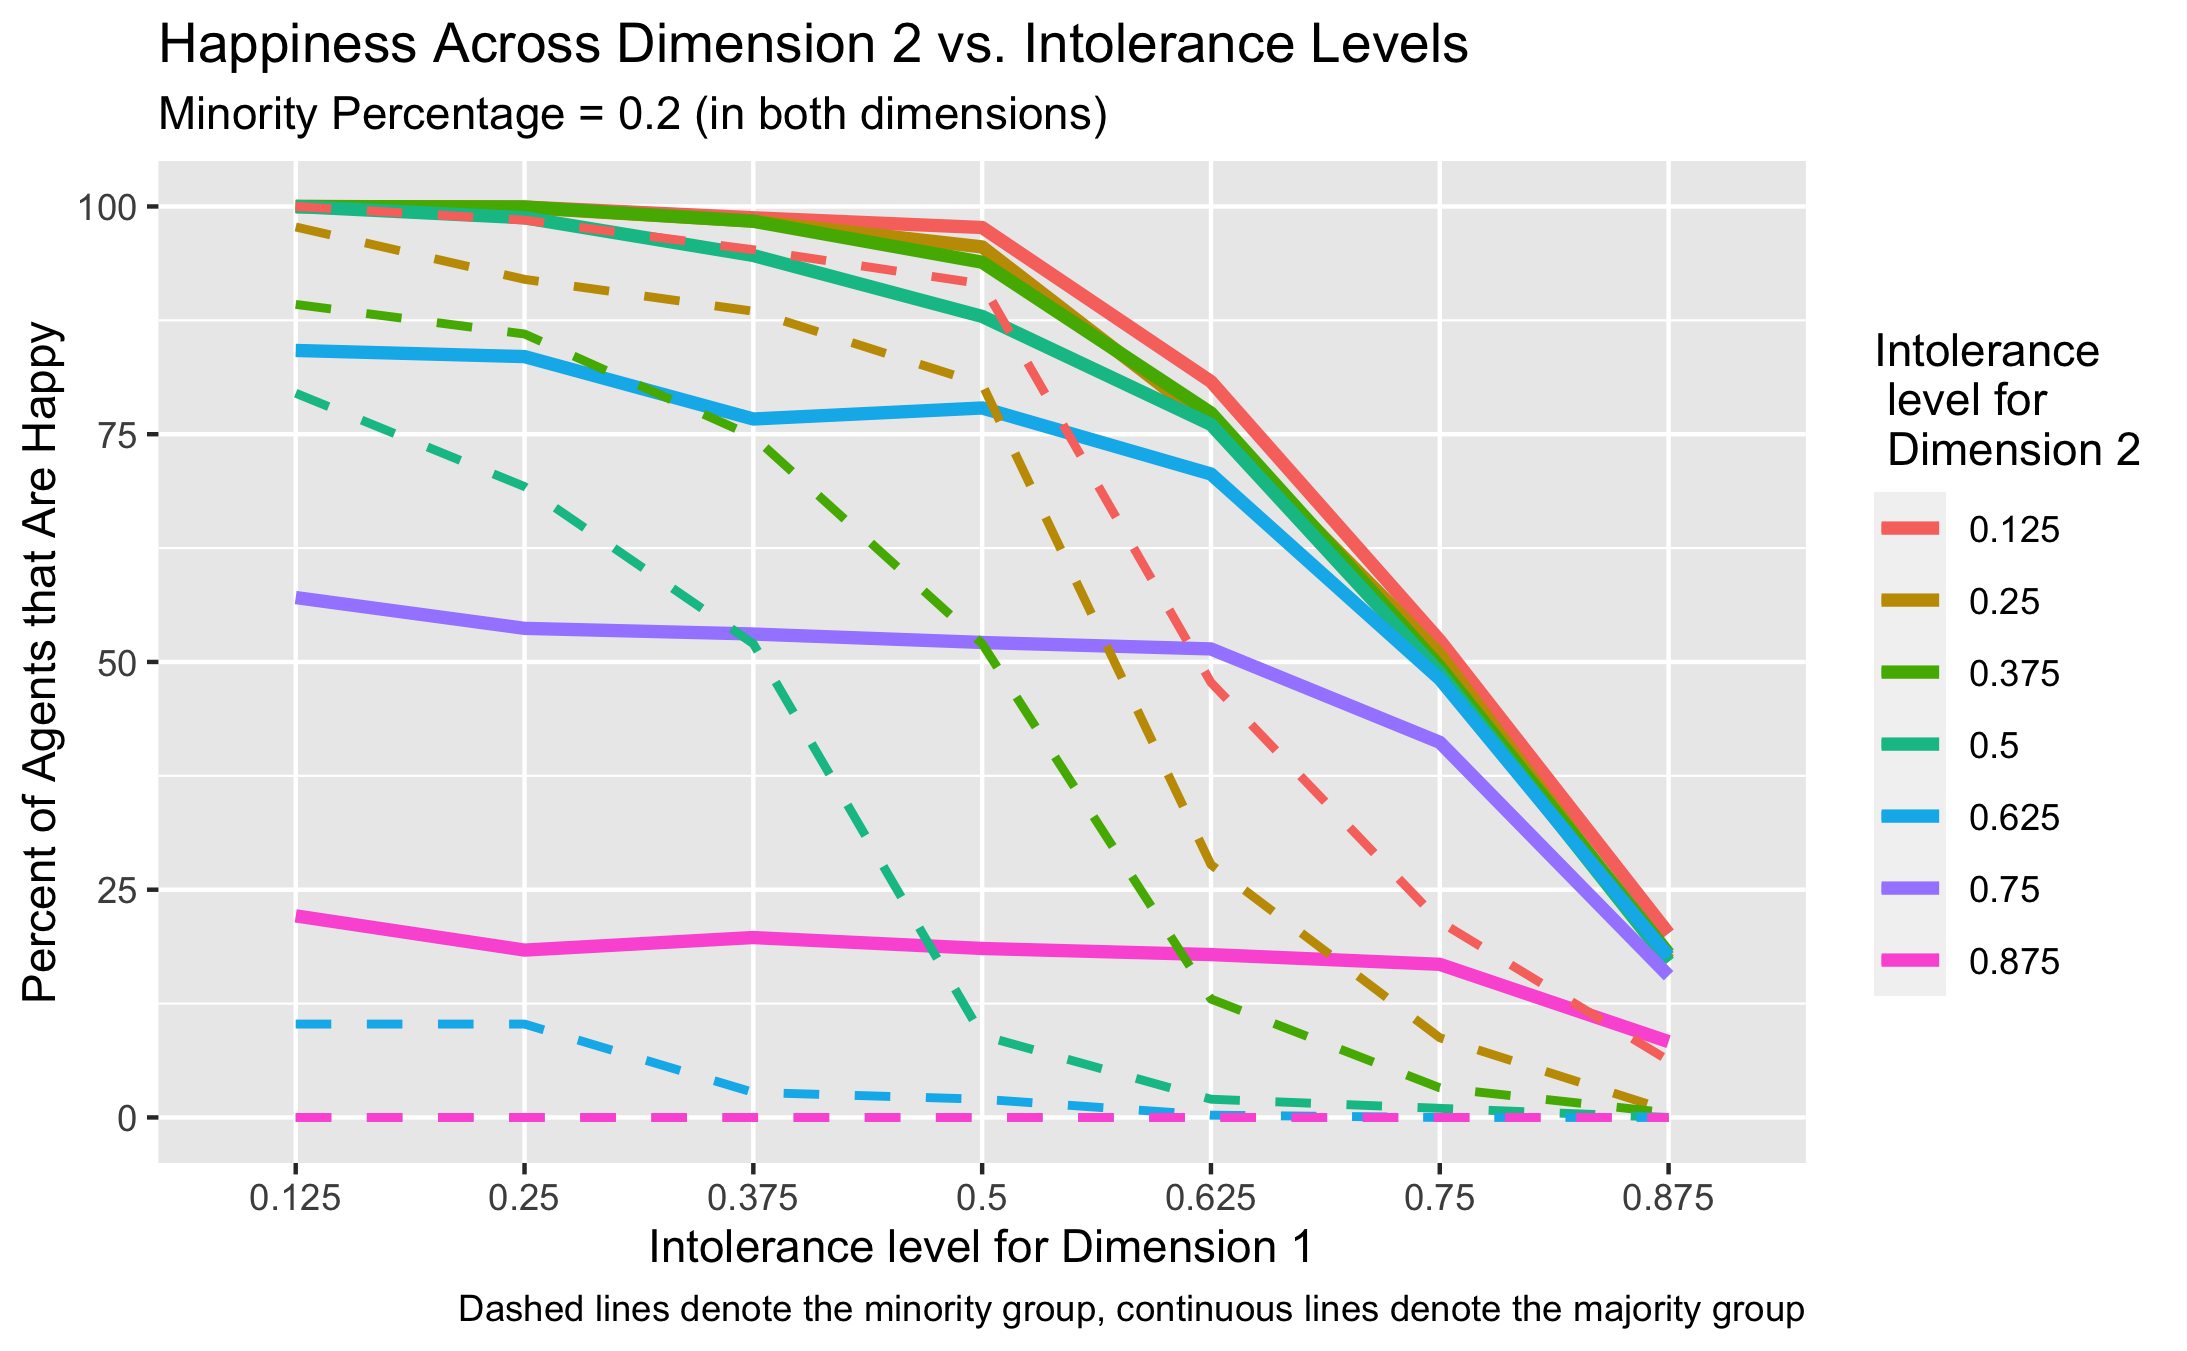 Happiness Across Dimension 2 vs. Intolerance Levels
Minority Percentage = 0.2 (in both dimensions)
Percent of Agents that Are Happy
100
75
50
25
0
0.125 0.25 0.375 0.5 0.625 0.75 0.875
Intolerance level for Dimension 1
Dashed lines denote the minority group, continuous lines denote the majority group
Intolerance
level for
Dimension 2
0.125
0.25
0.375
0.5
0.625
0.75
0.875